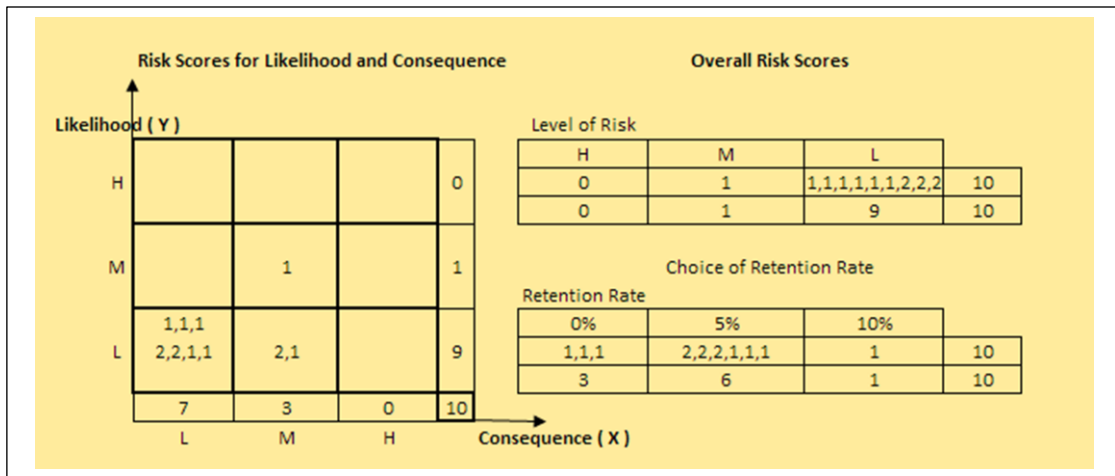 Risk Scores for Likelihood and Consequence
Likelihood ( Y )
H 0
M 1 1
1,1,1
L 2,2,1,1 2,1 9
7 3 0 10
L M H
Consequence ( X )
Overall Risk Scores
Level of Risk
H M L
0 1 1,1,1,1,1,1,2,2,2 10
0 1 9 10
Choice of Retention Rate
Retention Rate
0% 5% 10%
1,1,1 2,2,2,1,1,1 1 10
3 6 1 10